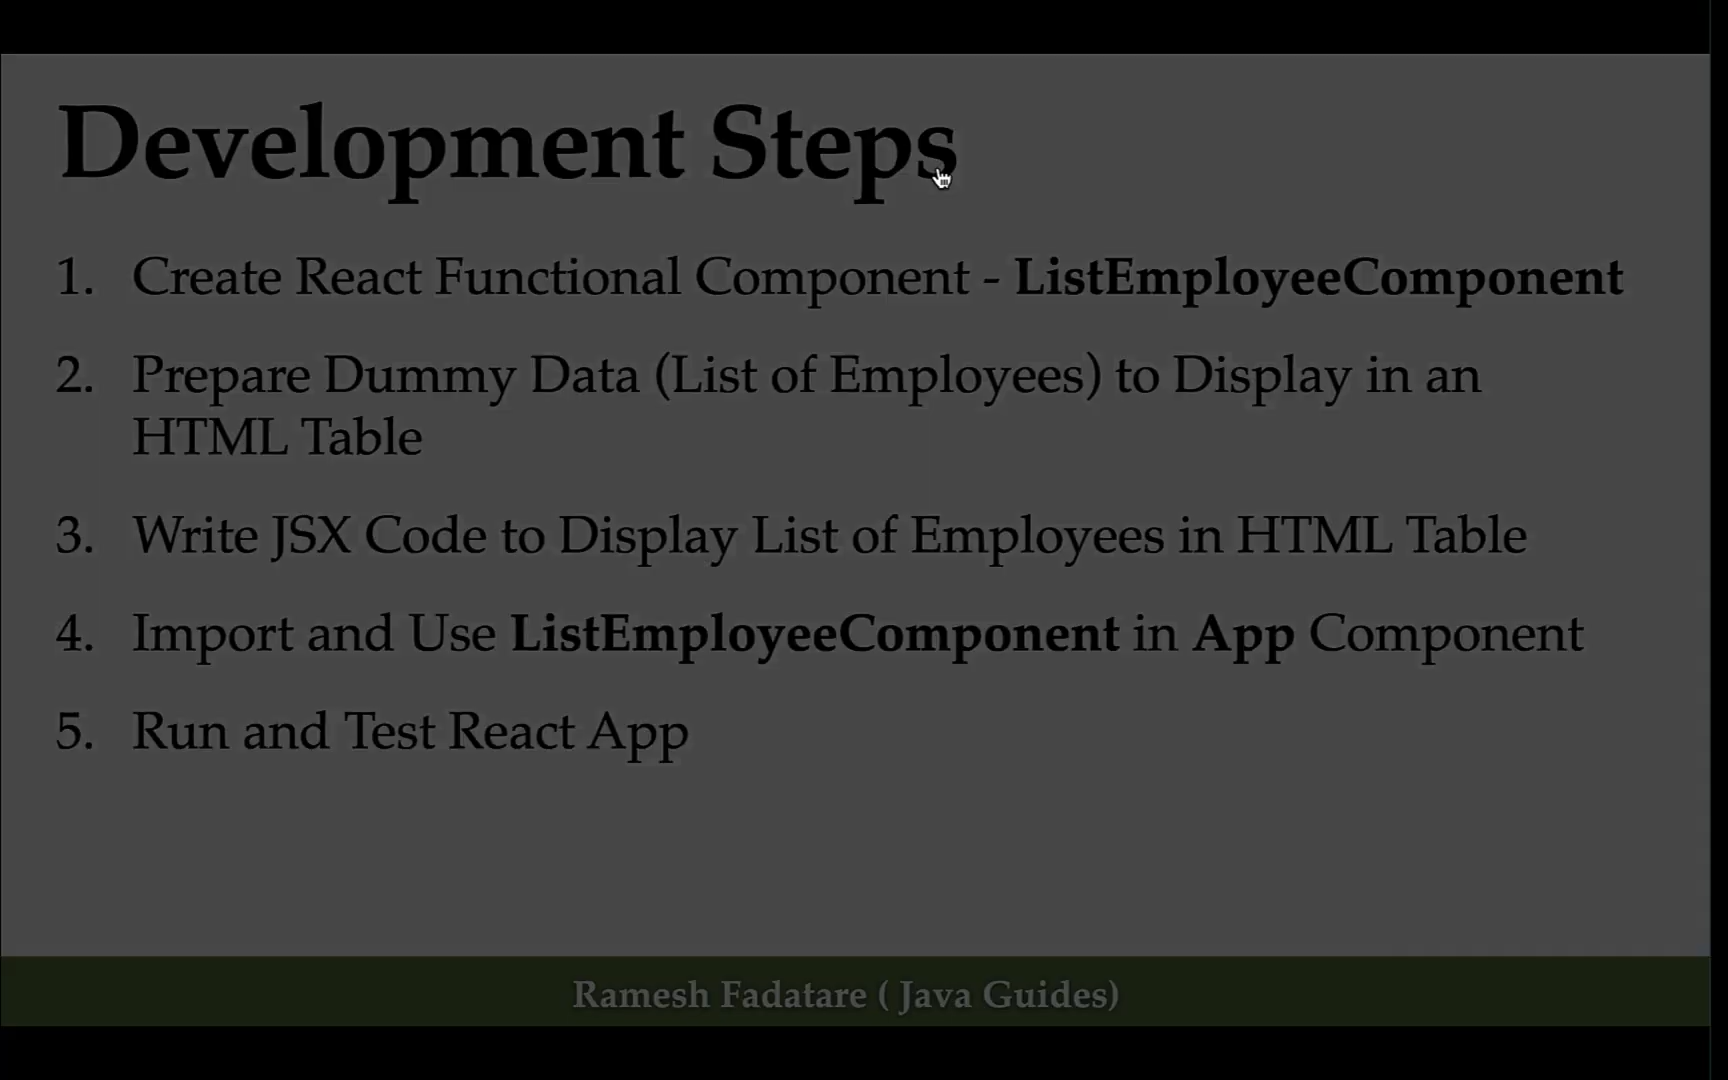 Development Steps
1. Create React Functional Component - ListEmployeeComponent
2. Prepare Dummy Data (List of Employees) to Display in an
HTML Table
3. Write JSX Code to Display List of Employees in HTML Table
4. Import and Use ListEmployeeComponent in App Component
5. Run and Test React App
Ramesh Fadatare ( Java Guides)